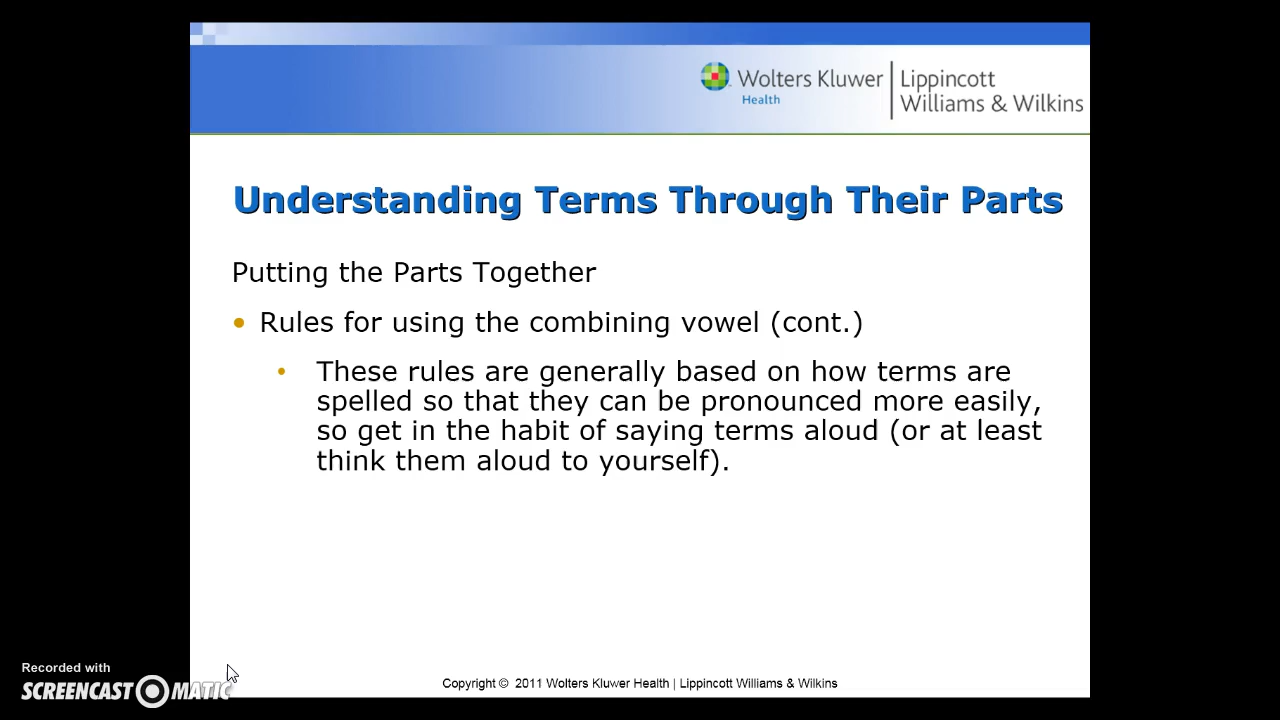 Wolters Kluwer
Health
Lippincott
Williams & Wilkins
Understanding Terms Through Their Parts
Putting the Parts Together
• Rules for using the combining vowel (cont.)
• These rules are generally based on how terms are
spelled so that they can be pronounced more easily,
so get in the habit of saying terms aloud (or at least
think them aloud to yourself).
Recorded with
SCREENCAST MATIC
Copyright © 2011 Wolters Kluwer Health | Lippincott Williams & Wilkins